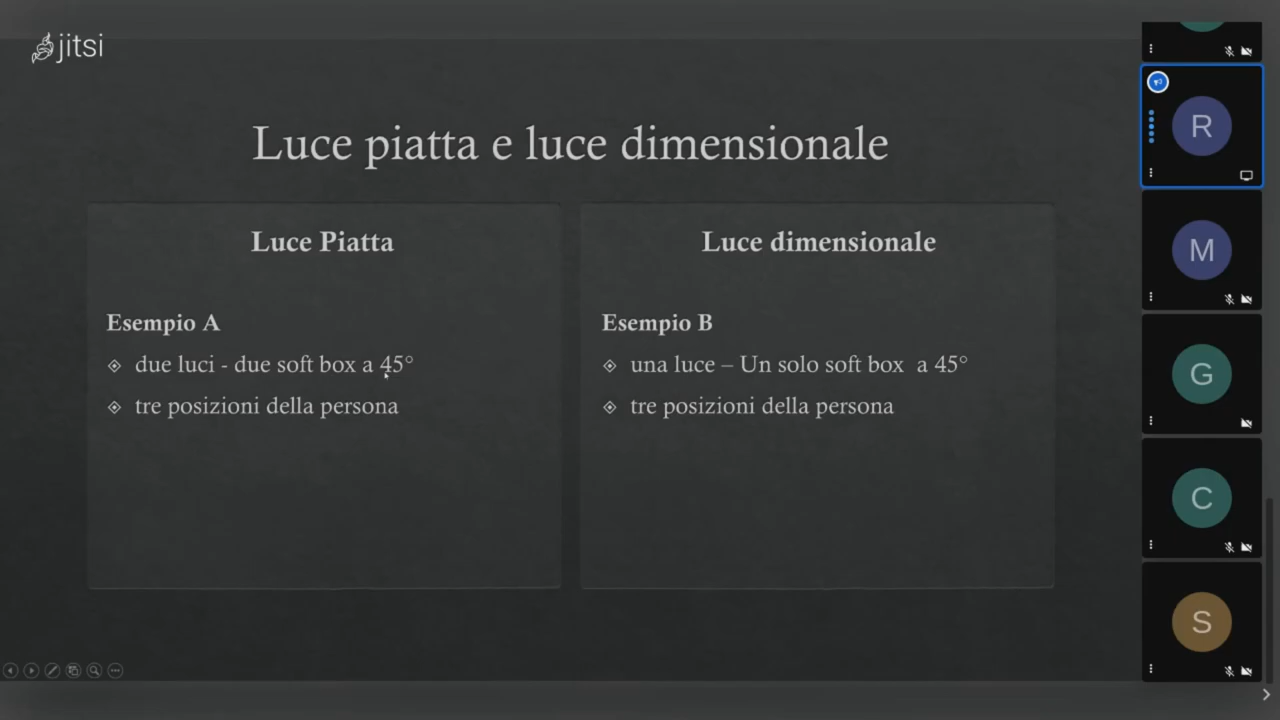 jitsi
Luce piatta e luce dimensionale
Luce Piatta
Esempio A
due luci - due soft box a 45°
tre posizioni della persona
Luce dimensionale
Esempio B
una luce – Un solo soft box  a 45°
tre posizioni della persona
R
M
G
C
S